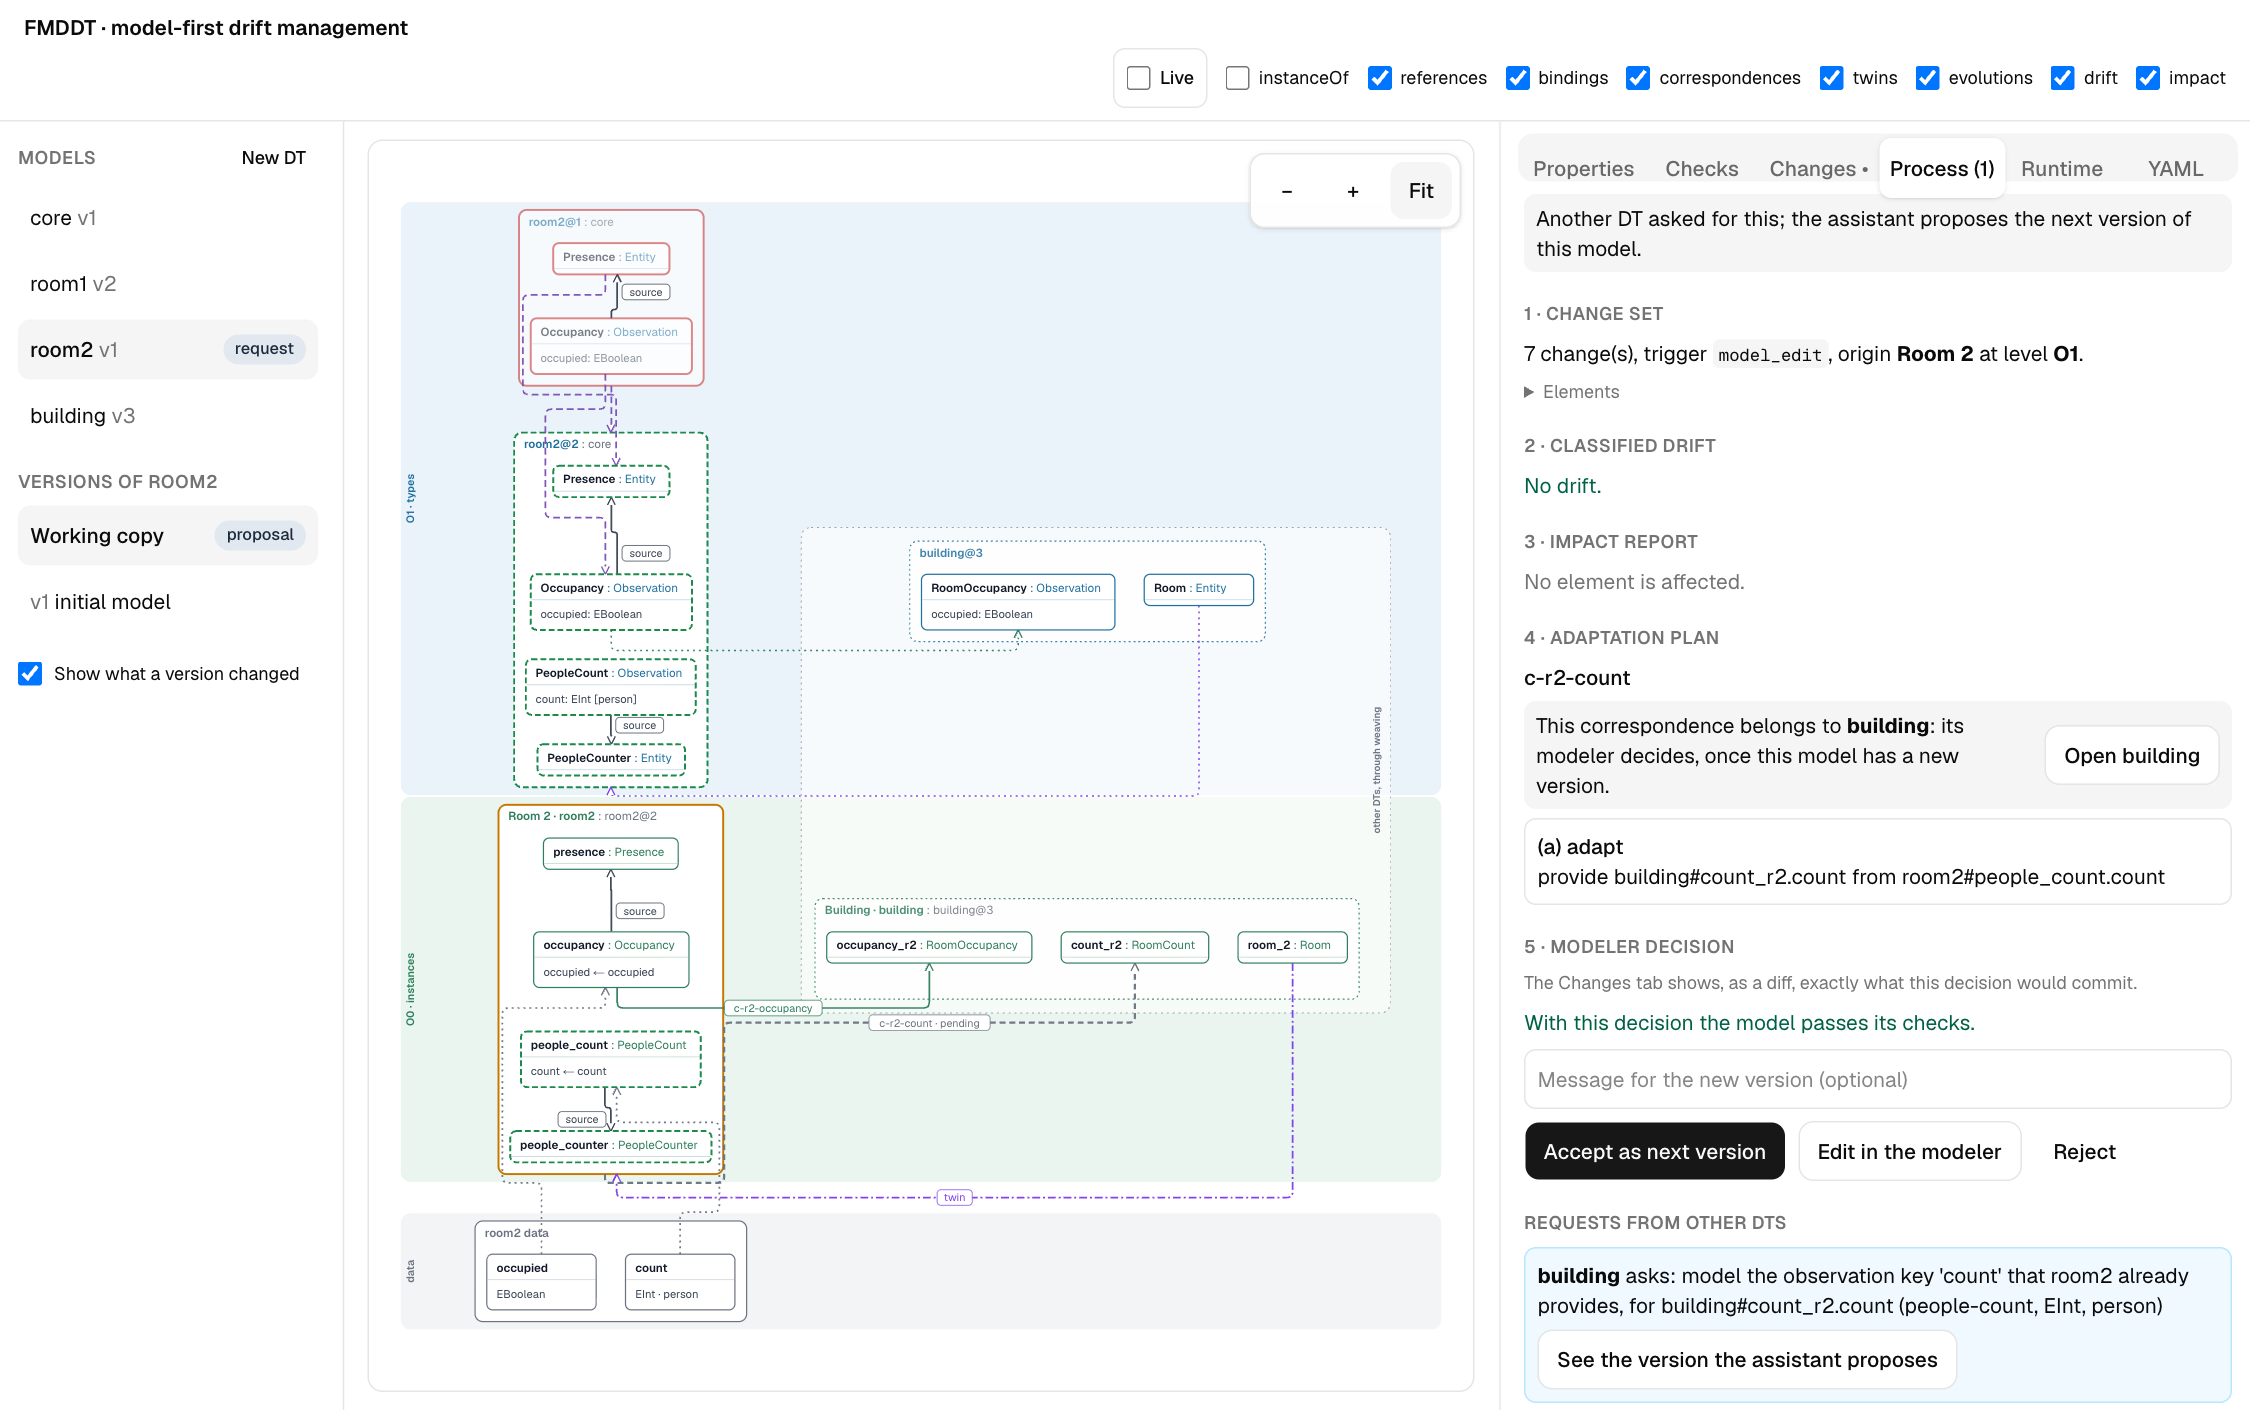 FMDDT · model-first drift management
Live
instanceOf
references
bindings
correspondences
twins
evolutions
drift
impact
MODELS
New DT
core v1
room1 v2
room2 v1
request
building v3
VERSIONS OF ROOM2
Working copy
proposal
v1 initial model
Show what a version changed
−
+
Fit
O1 · types
room2@1 : core
Presence : Entity
source
Occupancy : Observation
occupied: EBoolean
room2@2 : core
Presence : Entity
source
Occupancy : Observation
occupied: EBoolean
PeopleCount : Observation
count: EInt [person]
source
PeopleCounter : Entity
building@3
RoomOccupancy : Observation
occupied: EBoolean
Room : Entity
other DTs, through weaving
O0 · instances
Room 2 · room2 : room2@2
presence : Presence
source
occupancy : Occupancy
occupied ← occupied
people_count : PeopleCount
count ← count
source
people_counter : PeopleCounter
Building · building : building@3
occupancy_r2 : RoomOccupancy
count_r2 : RoomCount
room_2 : Room
c-r2-occupancy
c-r2-count · pending
twin
data
room2 data
occupied
EBoolean
count
EInt · person
Properties
Checks
Changes •
Process (1)
Runtime
YAML
Another DT asked for this; the assistant proposes the next version of
this model.
1 · CHANGE SET
7 change(s), trigger model_edit, origin Room 2 at level O1.
▶ Elements
2 · CLASSIFIED DRIFT
No drift.
3 · IMPACT REPORT
No element is affected.
4 · ADAPTATION PLAN
c-r2-count
This correspondence belongs to building: its
modeler decides, once this model has a new
version.
Open building
(a) adapt
provide building#count_r2.count from room2#people_count.count
5 · MODELER DECISION
The Changes tab shows, as a diff, exactly what this decision would commit.
With this decision the model passes its checks.
Message for the new version (optional)
Accept as next version
Edit in the modeler
Reject
REQUESTS FROM OTHER DTS
building asks: model the observation key 'count' that room2 already
provides, for building#count_r2.count (people-count, EInt, person)
See the version the assistant proposes